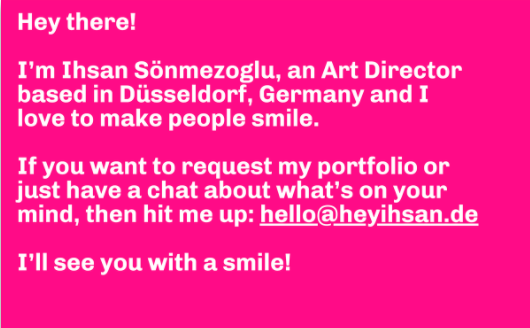 Hey there!
I’m Ihsan Sönmezoglu, an Art Director
based in Düsseldorf, Germany and I
love to make people smile.
If you want to request my portfolio or
just have a chat about what’s on your
mind, then hit me up: hello@heyihsan.de
I’ll see you with a smile!